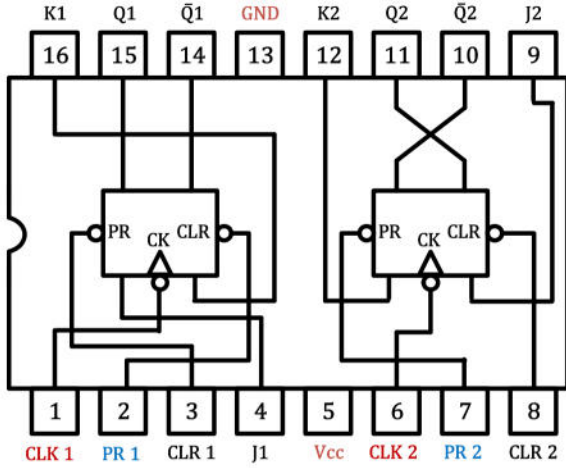 K1 Q1 Q̄1 GND K2 Q2 Q̄2 J2
16 15 14 13 12 11 10 9
PR CLR PR CLR
CK CK
1 2 3 4 5 6 7 8
CLK 1 PR 1 CLR 1 J1 Vcc CLK 2 PR 2 CLR 2